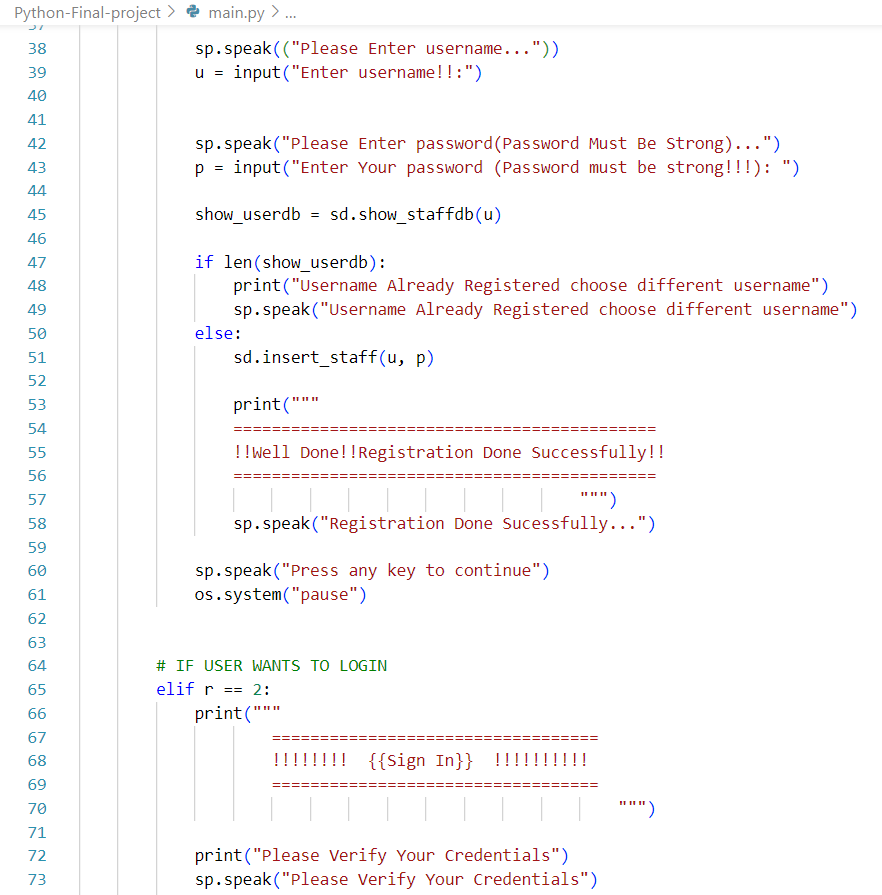 Python-Final-project > main.py > ...
37
38 sp.speak(("Please Enter username..."))
39 u = input("Enter username!!:")
40
41
42 sp.speak("Please Enter password(Password Must Be Strong)...")
43 p = input("Enter Your password (Password must be strong!!!): ")
44
45 show_userdb = sd.show_staffdb(u)
46
47 if len(show_userdb):
48 print("Username Already Registered choose different username")
49 sp.speak("Username Already Registered choose different username")
50 else:
51 sd.insert_staff(u, p)
52
53 print("""
54 ============================================
55 !!Well Done!!Registration Done Successfully!!
56 ============================================
57 """)
58 sp.speak("Registration Done Sucessfully...")
59
60 sp.speak("Press any key to continue")
61 os.system("pause")
62
63
64 # IF USER WANTS TO LOGIN
65 elif r == 2:
66 print("""
67 ==================================
68 !!!!!!!!  {{Sign In}}  !!!!!!!!!!
69 ==================================
70 """)
71
72 print("Please Verify Your Credentials")
73 sp.speak("Please Verify Your Credentials")